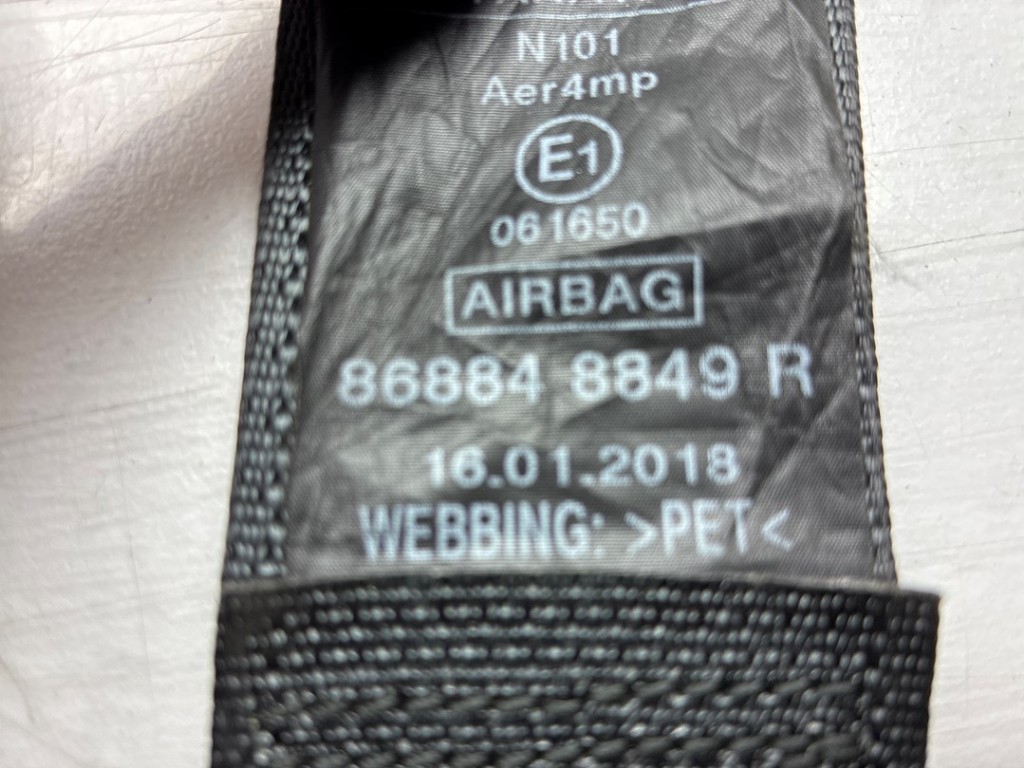 N101
Aer4mp
E1
061650
AIRBAG
86884 8849 R
16.01.2018
WEBBING: >PET<